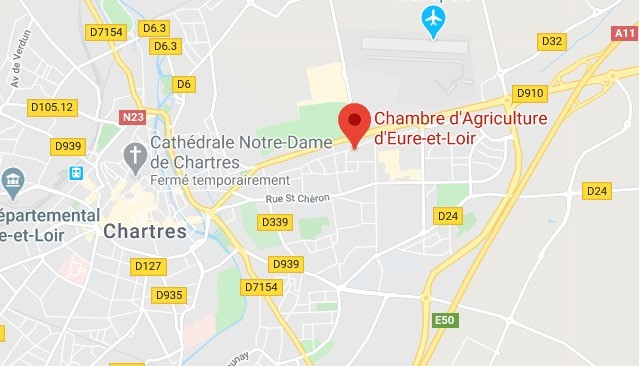 D6.3
D7154
D6.3
D32
A11
Av de Verdun
D6
D910
D105.12
N23
Chambre d'Agriculture
d'Eure-et-Loir
D939
Cathédrale Notre-Dame
de Chartres
Fermé temporairement
D24
Rue St Chéron
épartemental
e-et-Loir
Chartres
D339
D24
D127
D939
D935
D7154
E50